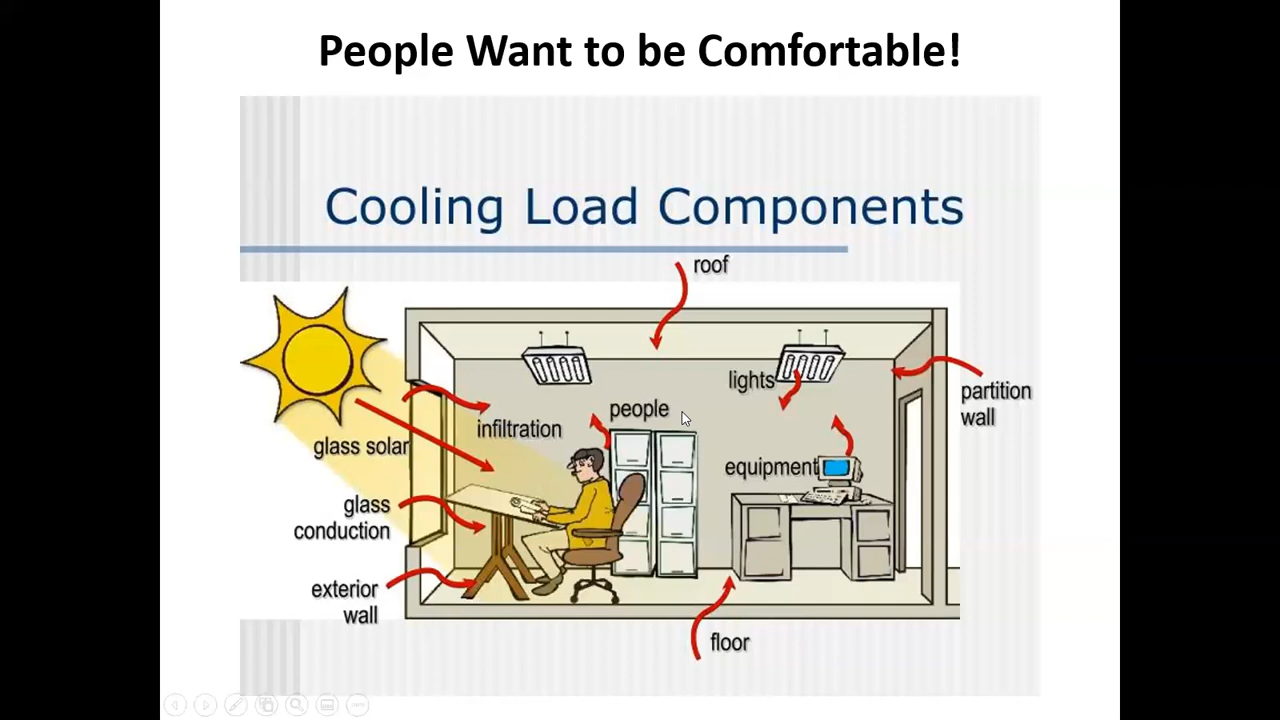 People Want to be Comfortable!
Cooling Load Components
roof
lights
partition
wall
people
infiltration
glass solar
equipment
glass
conduction
exterior
wall
floor